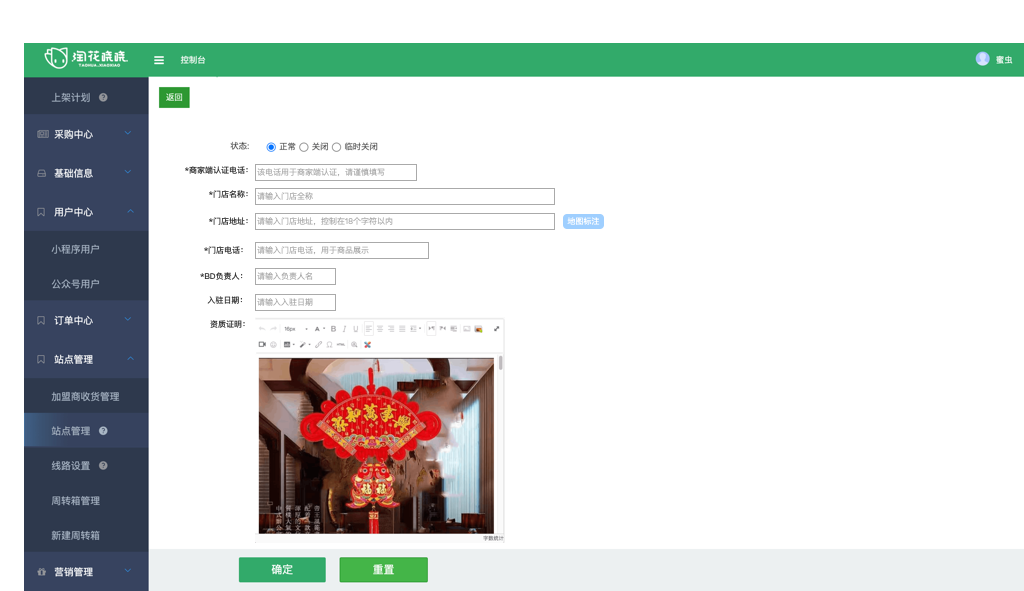 淘花晓晓
TAOHUA.XIAOXIAO
控制台
蜜虫
上架计划
采购中心
基础信息
用户中心
小程序用户
公众号用户
订单中心
站点管理
加盟商收货管理
站点管理
线路设置
周转箱管理
新建周转箱
营销管理
返回
状态: 正常 关闭 临时关闭
*商家端认证电话: 该电话用于商家端认证，请谨慎填写
*门店名称: 请输入门店全称
*门店地址: 请输入门店地址，控制在18个字符以内 地图标注
*门店电话: 请输入门店电话，用于商品展示
*BD负责人: 请输入负责人名
入驻日期: 请输入入驻日期
资质证明:
16px
字数统计
确定 重置